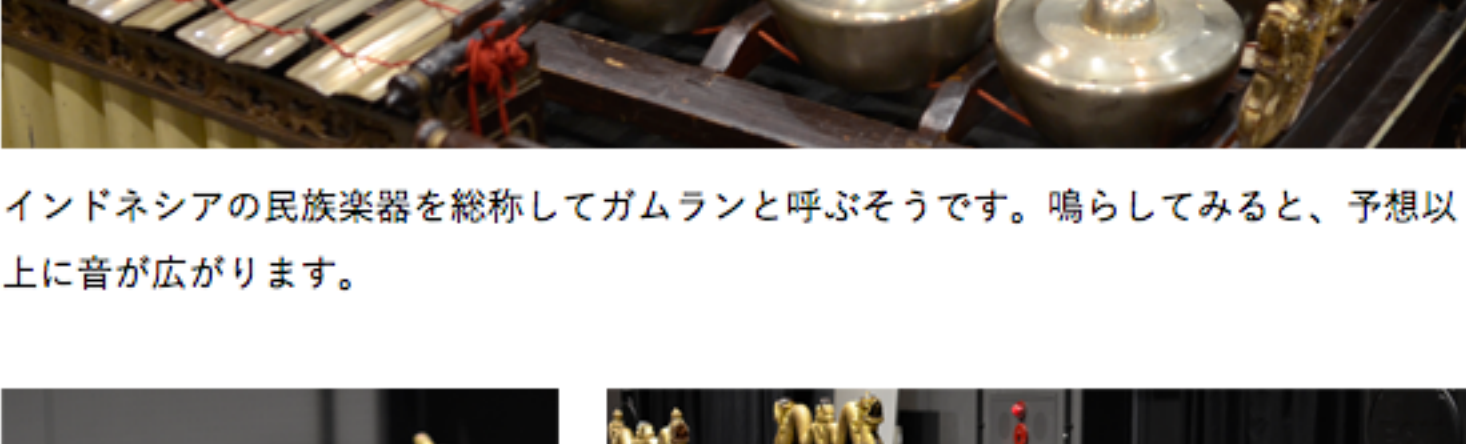 インドネシアの民族楽器を総称してガムランと呼ぶそうです。鳴らしてみると、予想以
上に音が広がります。